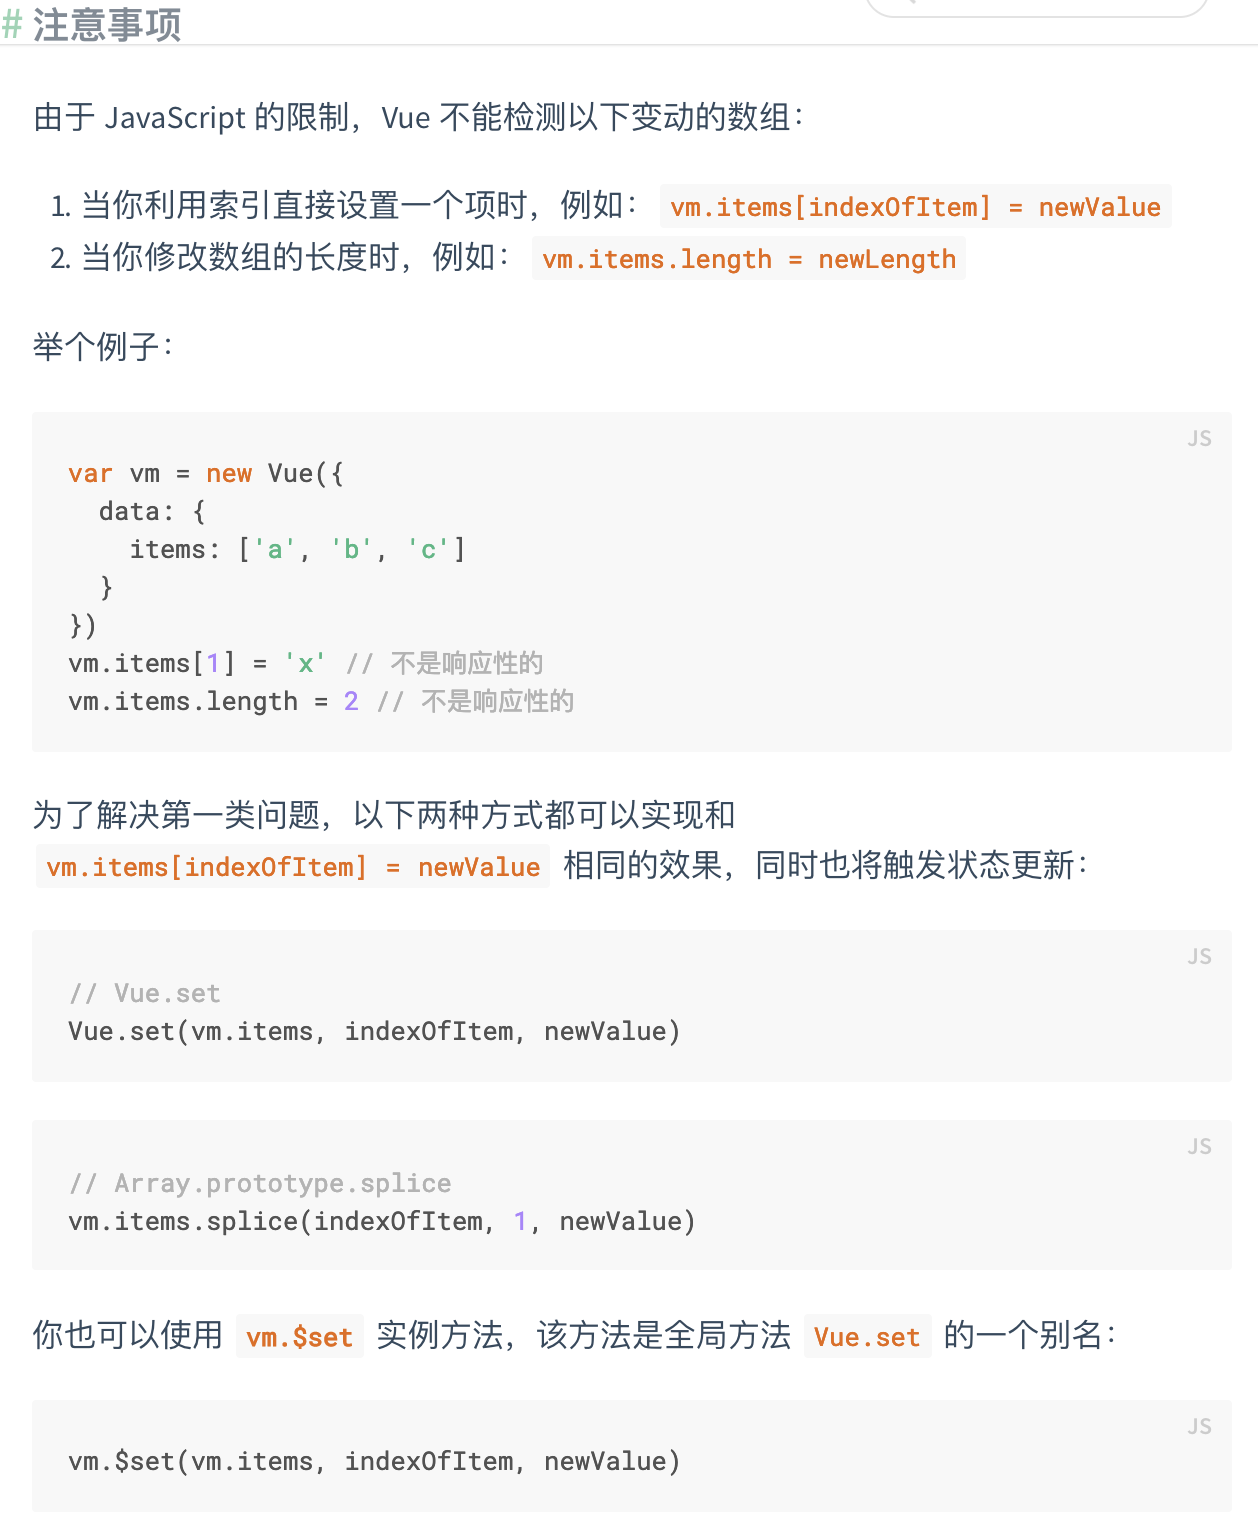 # 注意事项
由于 JavaScript 的限制，Vue 不能检测以下变动的数组：
1. 当你利用索引直接设置一个项时，例如： vm.items[indexOfItem] = newValue
2. 当你修改数组的长度时，例如： vm.items.length = newLength
举个例子：
JS
var vm = new Vue({
  data: {
    items: ['a', 'b', 'c']
  }
})
vm.items[1] = 'x' // 不是响应性的
vm.items.length = 2 // 不是响应性的
为了解决第一类问题，以下两种方式都可以实现和
vm.items[indexOfItem] = newValue 相同的效果，同时也将触发状态更新：
JS
// Vue.set
Vue.set(vm.items, indexOfItem, newValue)
JS
// Array.prototype.splice
vm.items.splice(indexOfItem, 1, newValue)
你也可以使用 vm.$set 实例方法，该方法是全局方法 Vue.set 的一个别名：
JS
vm.$set(vm.items, indexOfItem, newValue)